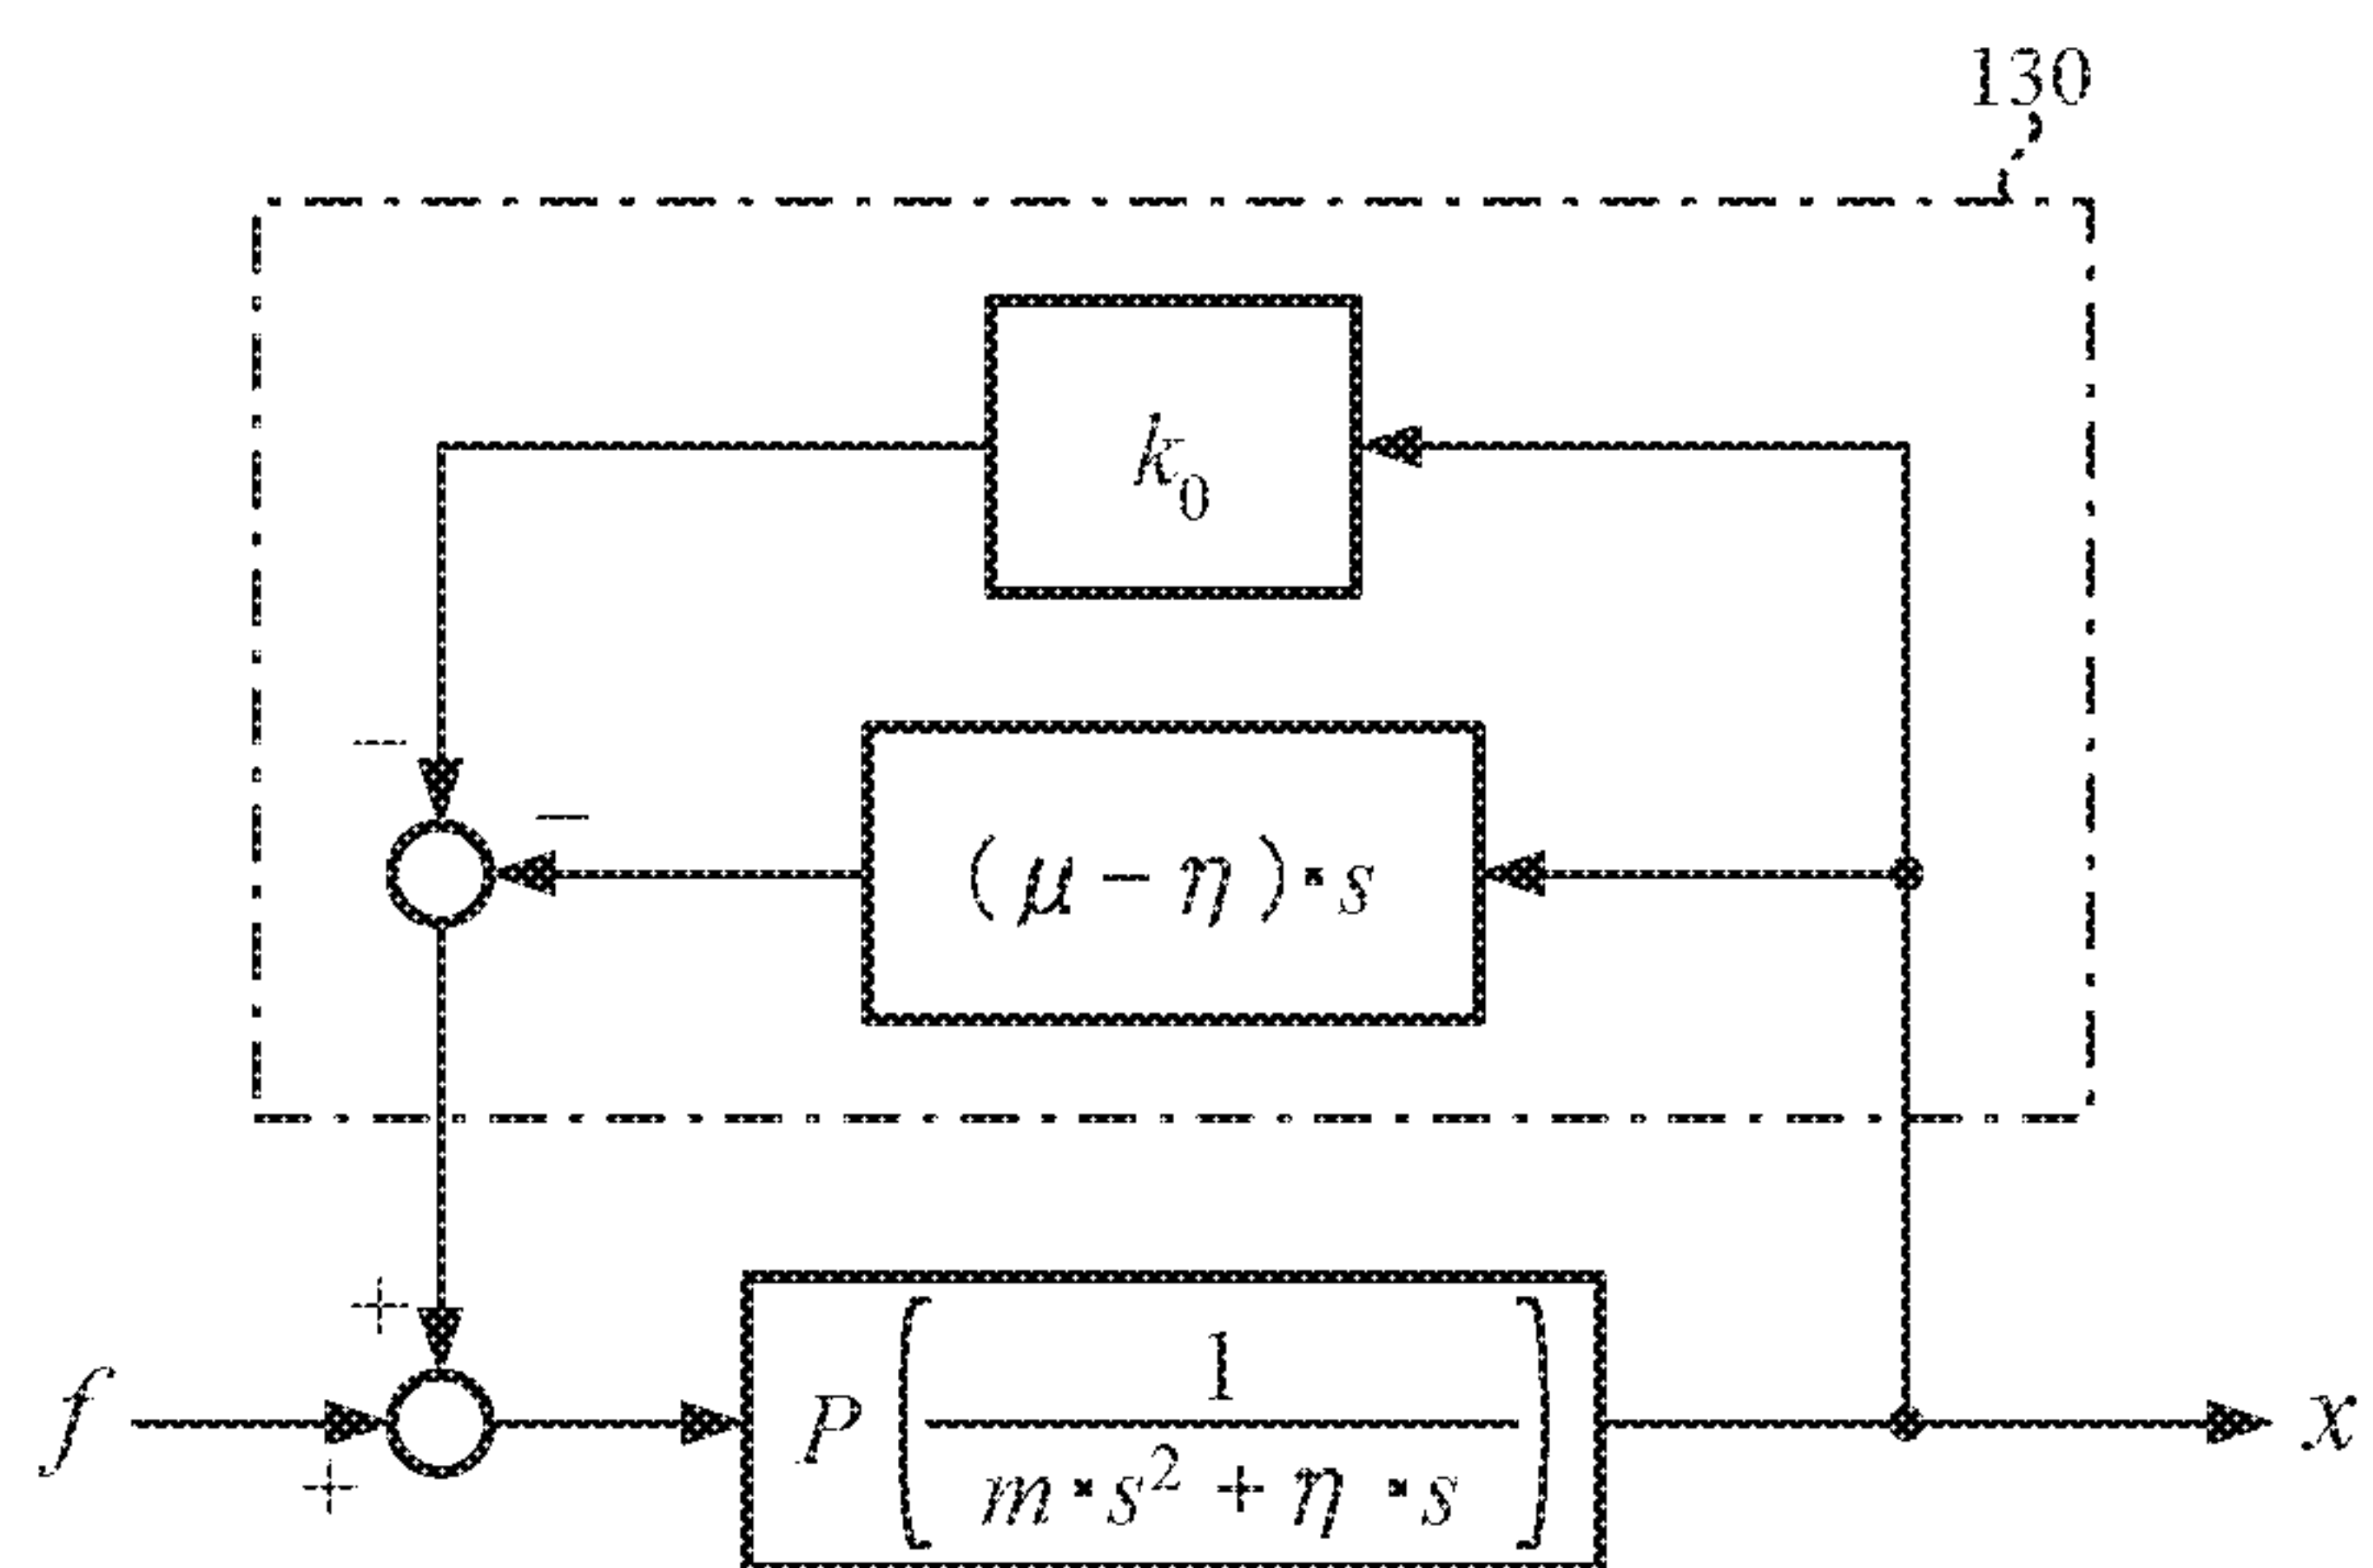 130
k₀
−
−
(μ−η)·s
+
f
+
P(1/(m·s²+η·s))
x